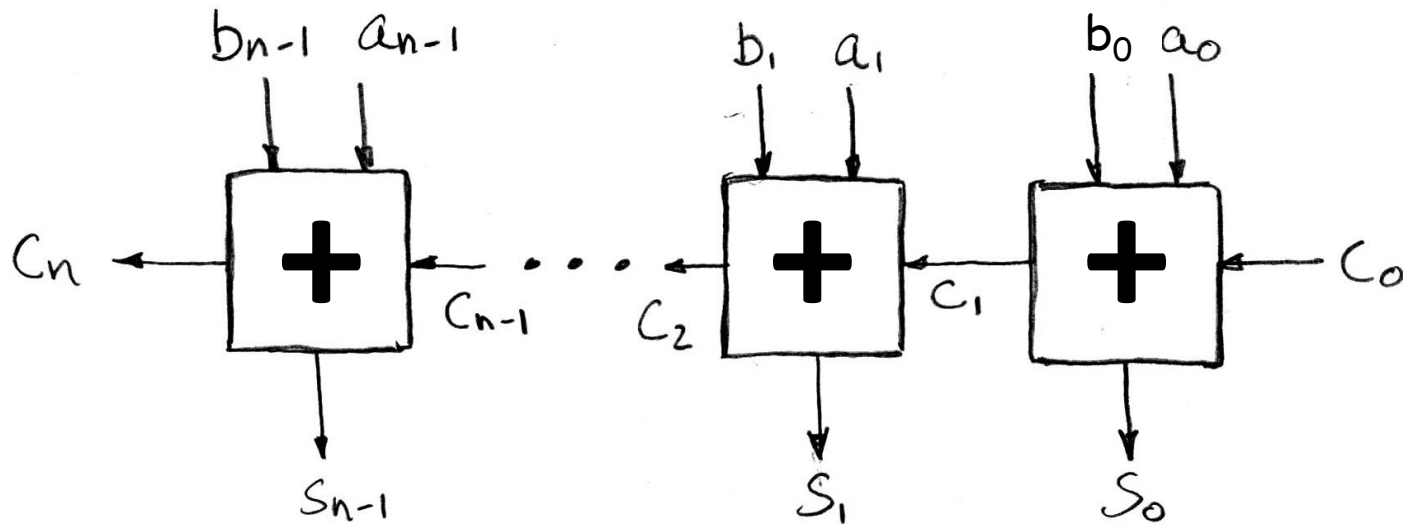 bn-1 an-1 b1 a1 b0 a0
+ + +
Cn Cn-1 ... C2 C1 C0
Sn-1 S1 S0